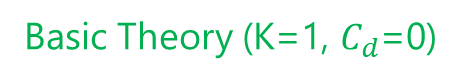 Basic Theory (K=1, C_d=0)